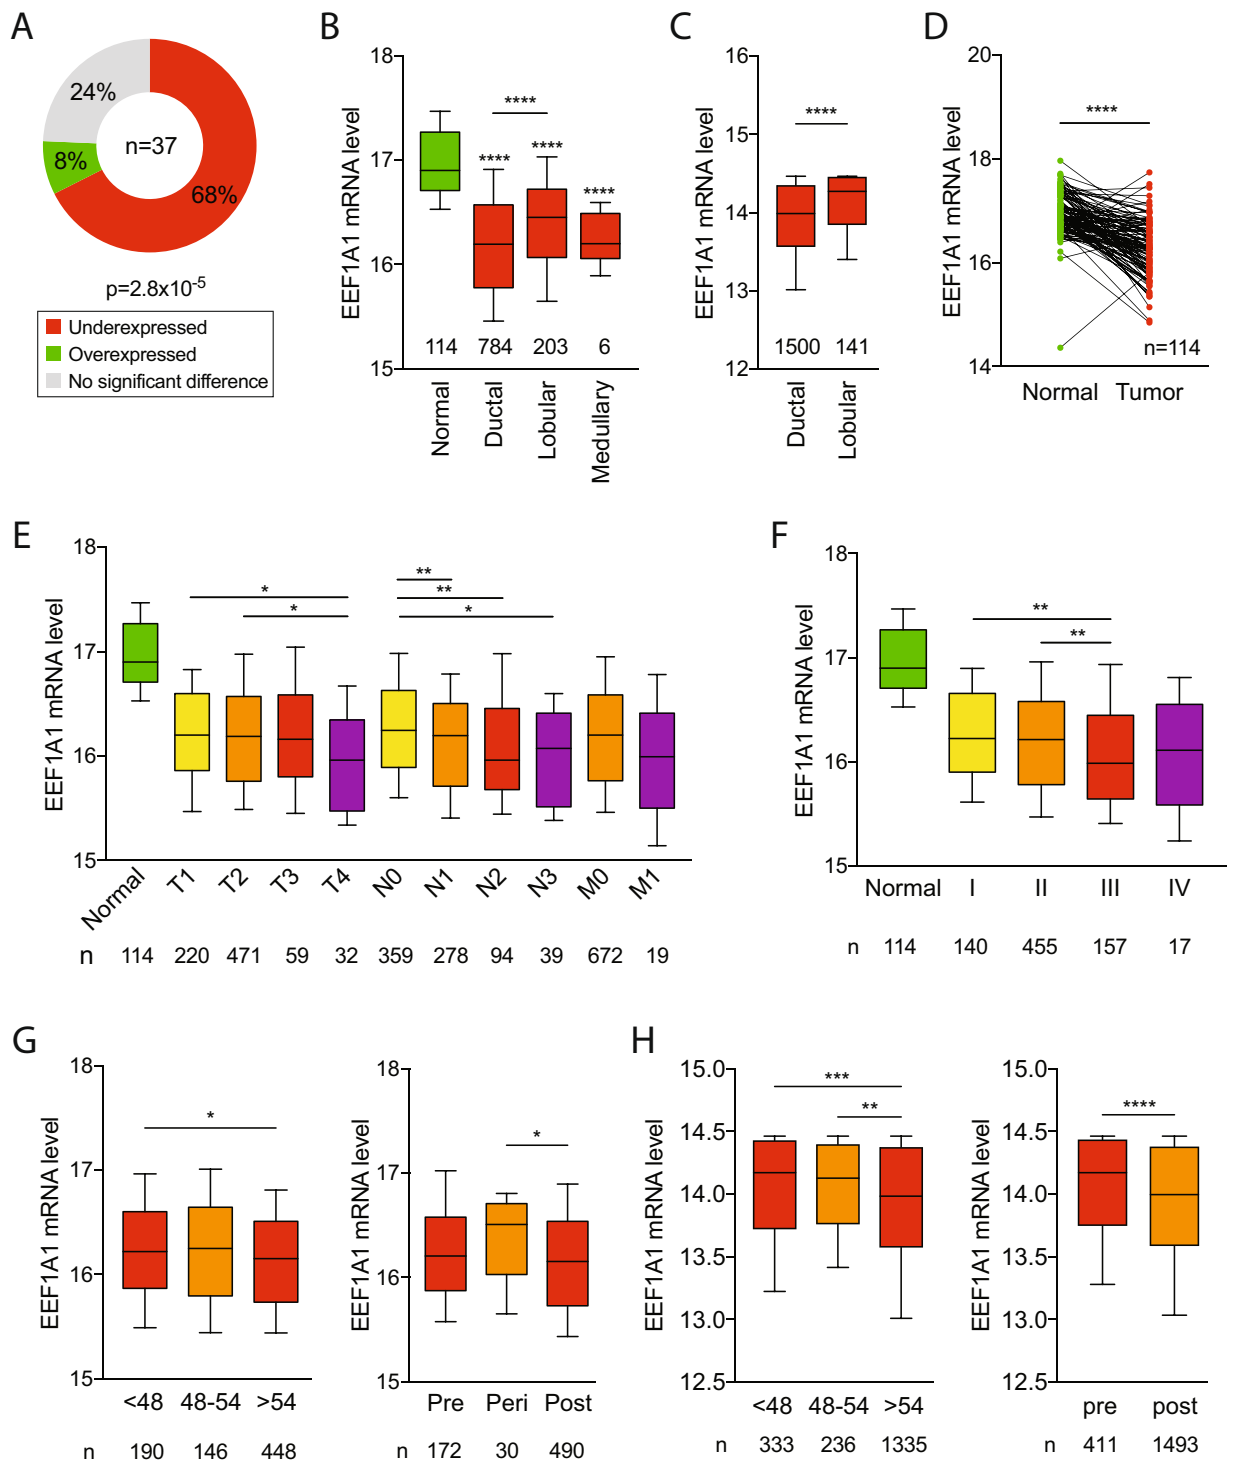 A
24%
8%
n=37
68%
p=2.8x10-5
Underexpressed
Overexpressed
No significant difference
B
EEF1A1 mRNA level
18
17
16
15
****
****
****
****
114 784 203 6
Normal Ductal Lobular Medullary
C
EEF1A1 mRNA level
16
15
14
13
12
****
1500 141
Ductal Lobular
D
EEF1A1 mRNA level
20
18
16
14
****
n=114
Normal Tumor
E
EEF1A1 mRNA level
18
17
16
15
* ** 
* **
*
Normal T1 T2 T3 T4 N0 N1 N2 N3 M0 M1
n 114 220 471 59 32 359 278 94 39 672 19
F
EEF1A1 mRNA level
18
17
16
15
**
**
Normal I II III IV
n 114 140 455 157 17
G
EEF1A1 mRNA level
18
17
16
15
*
<48 48-54 >54
n 190 146 448
EEF1A1 mRNA level
18
17
16
15
*
Pre Peri Post
n 172 30 490
H
EEF1A1 mRNA level
15.0
14.5
14.0
13.5
13.0
12.5
***
**
<48 48-54 >54
n 333 236 1335
EEF1A1 mRNA level
15.0
14.5
14.0
13.5
13.0
12.5
****
pre post
n 411 1493